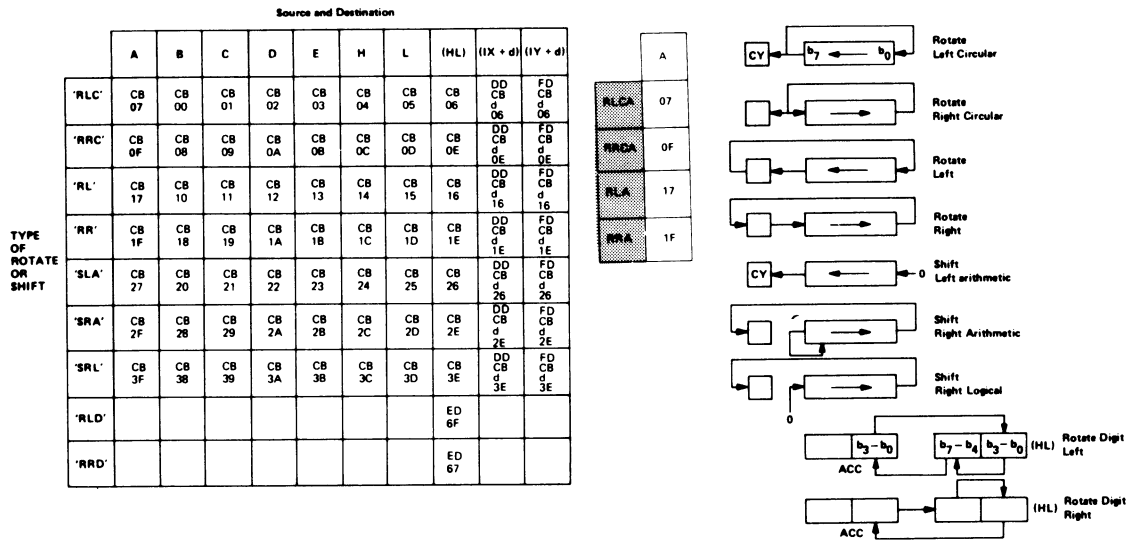 Source and Destination
A B C D E H L (HL) (IX + d) (IY + d)
TYPE OF ROTATE OR SHIFT
'RLC' CB 07 CB 00 CB 01 CB 02 CB 03 CB 04 CB 05 CB 06 DD CB d 06 FD CB d 06
'RRC' CB 0F CB 08 CB 09 CB 0A CB 0B CB 0C CB 0D CB 0E DD CB d 0E FD CB d 0E
'RL' CB 17 CB 10 CB 11 CB 12 CB 13 CB 14 CB 15 CB 16 DD CB d 16 FD CB d 16
'RR' CB 1F CB 18 CB 19 CB 1A CB 1B CB 1C CB 1D CB 1E DD CB d 1E FD CB d 1E
'SLA' CB 27 CB 20 CB 21 CB 22 CB 23 CB 24 CB 25 CB 26 DD CB d 26 FD CB d 26
'SRA' CB 2F CB 28 CB 29 CB 2A CB 2B CB 2C CB 2D CB 2E DD CB d 2E FD CB d 2E
'SRL' CB 3F CB 38 CB 39 CB 3A CB 3B CB 3C CB 3D CB 3E DD CB d 3E FD CB d 3E
'RLD' ED 6F
'RRD' ED 67
A
RLCA 07
RRCA 0F
RLA 17
RRA 1F
CY b7 b0 Rotate
Left Circular
Rotate
Right Circular
Rotate
Left
Rotate
Right
CY 0 Shift
Left arithmetic
Shift
Right Arithmetic
Shift
Right Logical
0
b3-b0 b7-b4 b3-b0 (HL) Rotate Digit
Left
ACC
(HL) Rotate Digit
Right
ACC